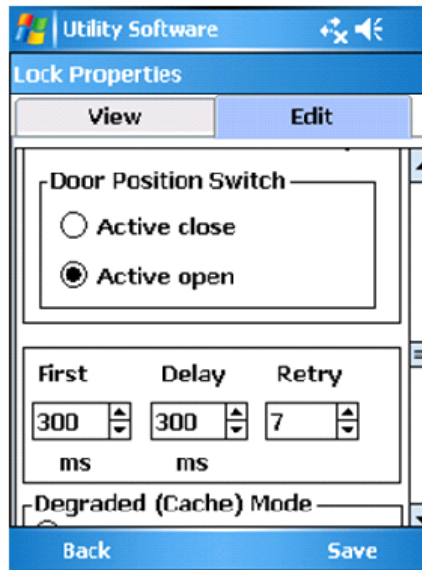 Utility Software
Lock Properties
View Edit
Door Position Switch
Active close
Active open
First Delay Retry
300 300 7
ms ms
Degraded (Cache) Mode
Back Save